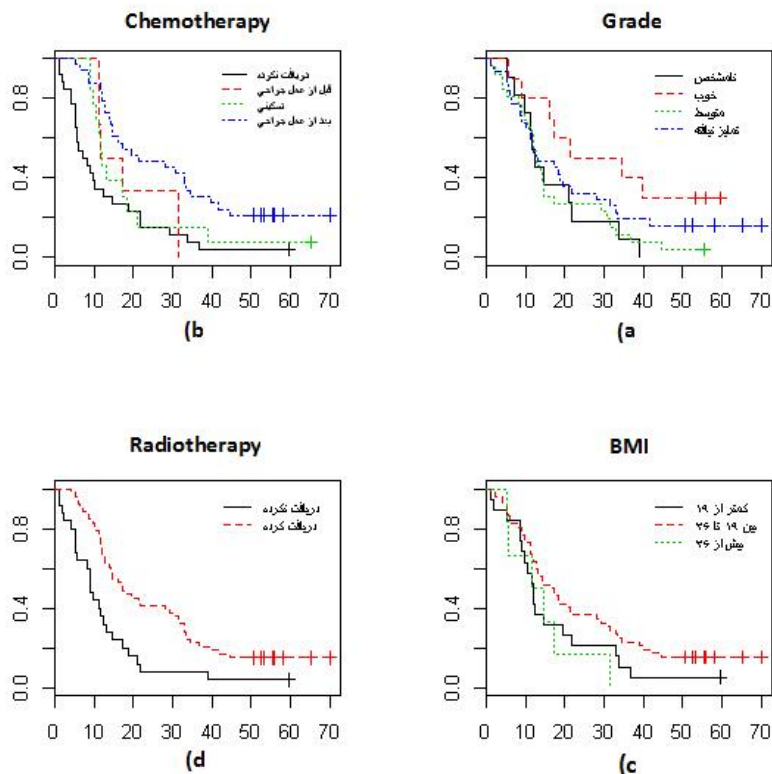 Chemotherapy
دریافت نکرده
قبل از عمل جراحی
تسکینی
بعد از عمل جراحی
0.8
0.4
0.0
0 10 20 30 40 50 60 70
(b
Grade
نامشخص
خوب
متوسط
تمایز نیافته
0.8
0.4
0.0
0 10 20 30 40 50 60 70
(a
Radiotherapy
دریافت نکرده
دریافت کرده
0.8
0.4
0.0
0 10 20 30 40 50 60 70
(d
BMI
کمتر از ۱۹
بین ۱۹ تا ۲۶
بیش از ۲۶
0.8
0.4
0.0
0 10 20 30 40 50 60 70
(c